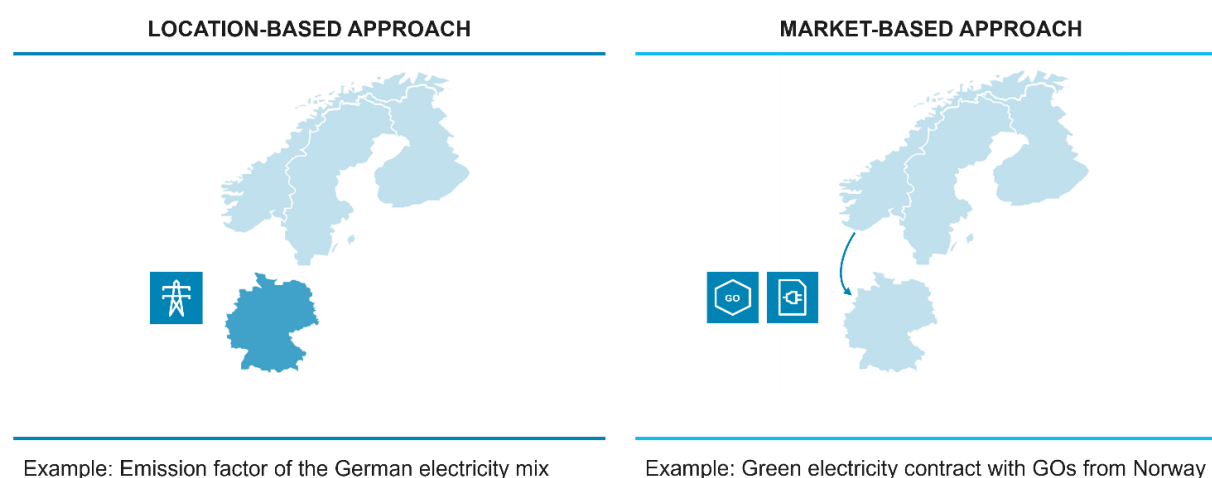 LOCATION-BASED APPROACH
MARKET-BASED APPROACH
GO
Example: Emission factor of the German electricity mix
Example: Green electricity contract with GOs from Norway